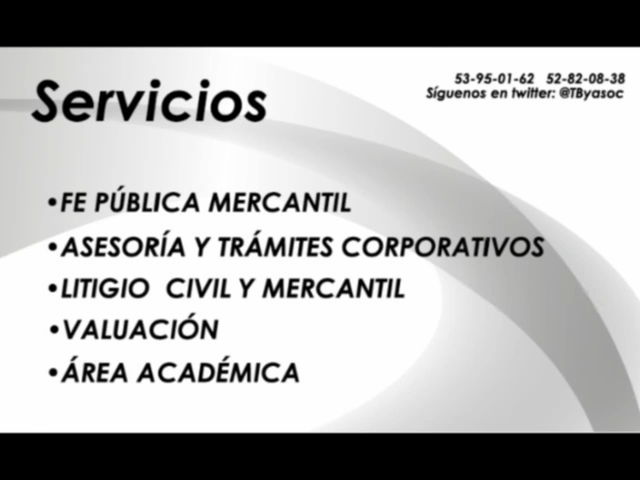 Servicios
53-95-01-62 52-82-08-38
Síguenos en twitter: @TByasoc
•FE PÚBLICA MERCANTIL
•ASESORÍA Y TRÁMITES CORPORATIVOS
•LITIGIO CIVIL Y MERCANTIL
•VALUACIÓN
•ÁREA ACADÉMICA